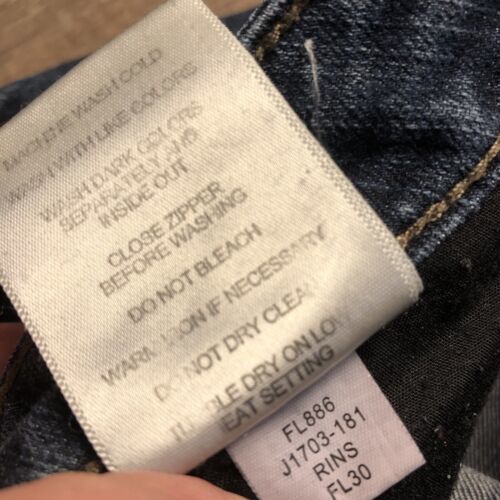 MACHINE WASH COLD
WASH WITH LIKE COLORS
WASH DARK COLORS
SEPARATELY AND
INSIDE OUT
CLOSE ZIPPER
BEFORE WASHING
DO NOT BLEACH
WARM IRON IF NECESSARY
DO NOT DRY CLEAN
TUMBLE DRY ON LOW
HEAT SETTING
FL886
J1703-181
RINS
FL30